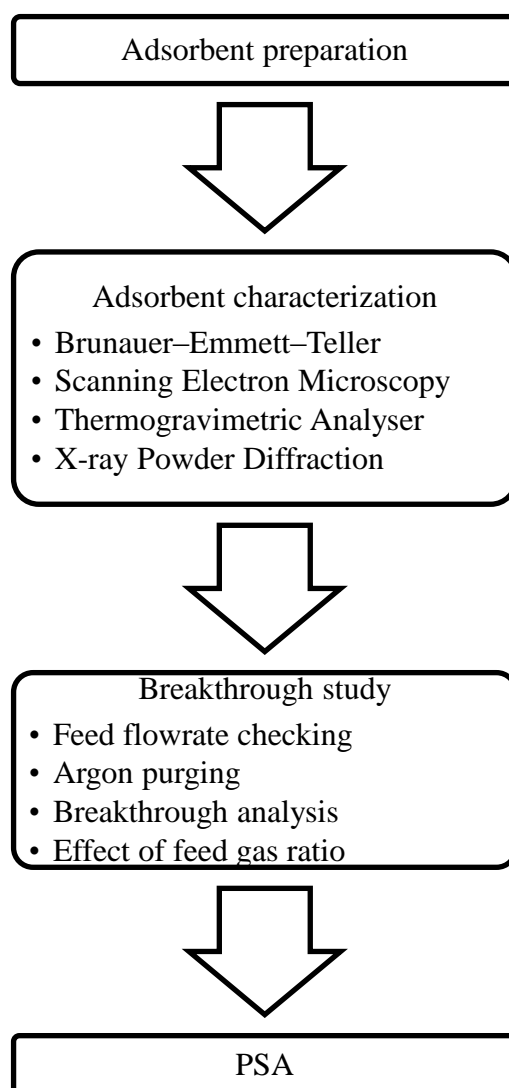 Adsorbent preparation
Adsorbent characterization
• Brunauer–Emmett–Teller
• Scanning Electron Microscopy
• Thermogravimetric Analyser
• X-ray Powder Diffraction
Breakthrough study
• Feed flowrate checking
• Argon purging
• Breakthrough analysis
• Effect of feed gas ratio
PSA